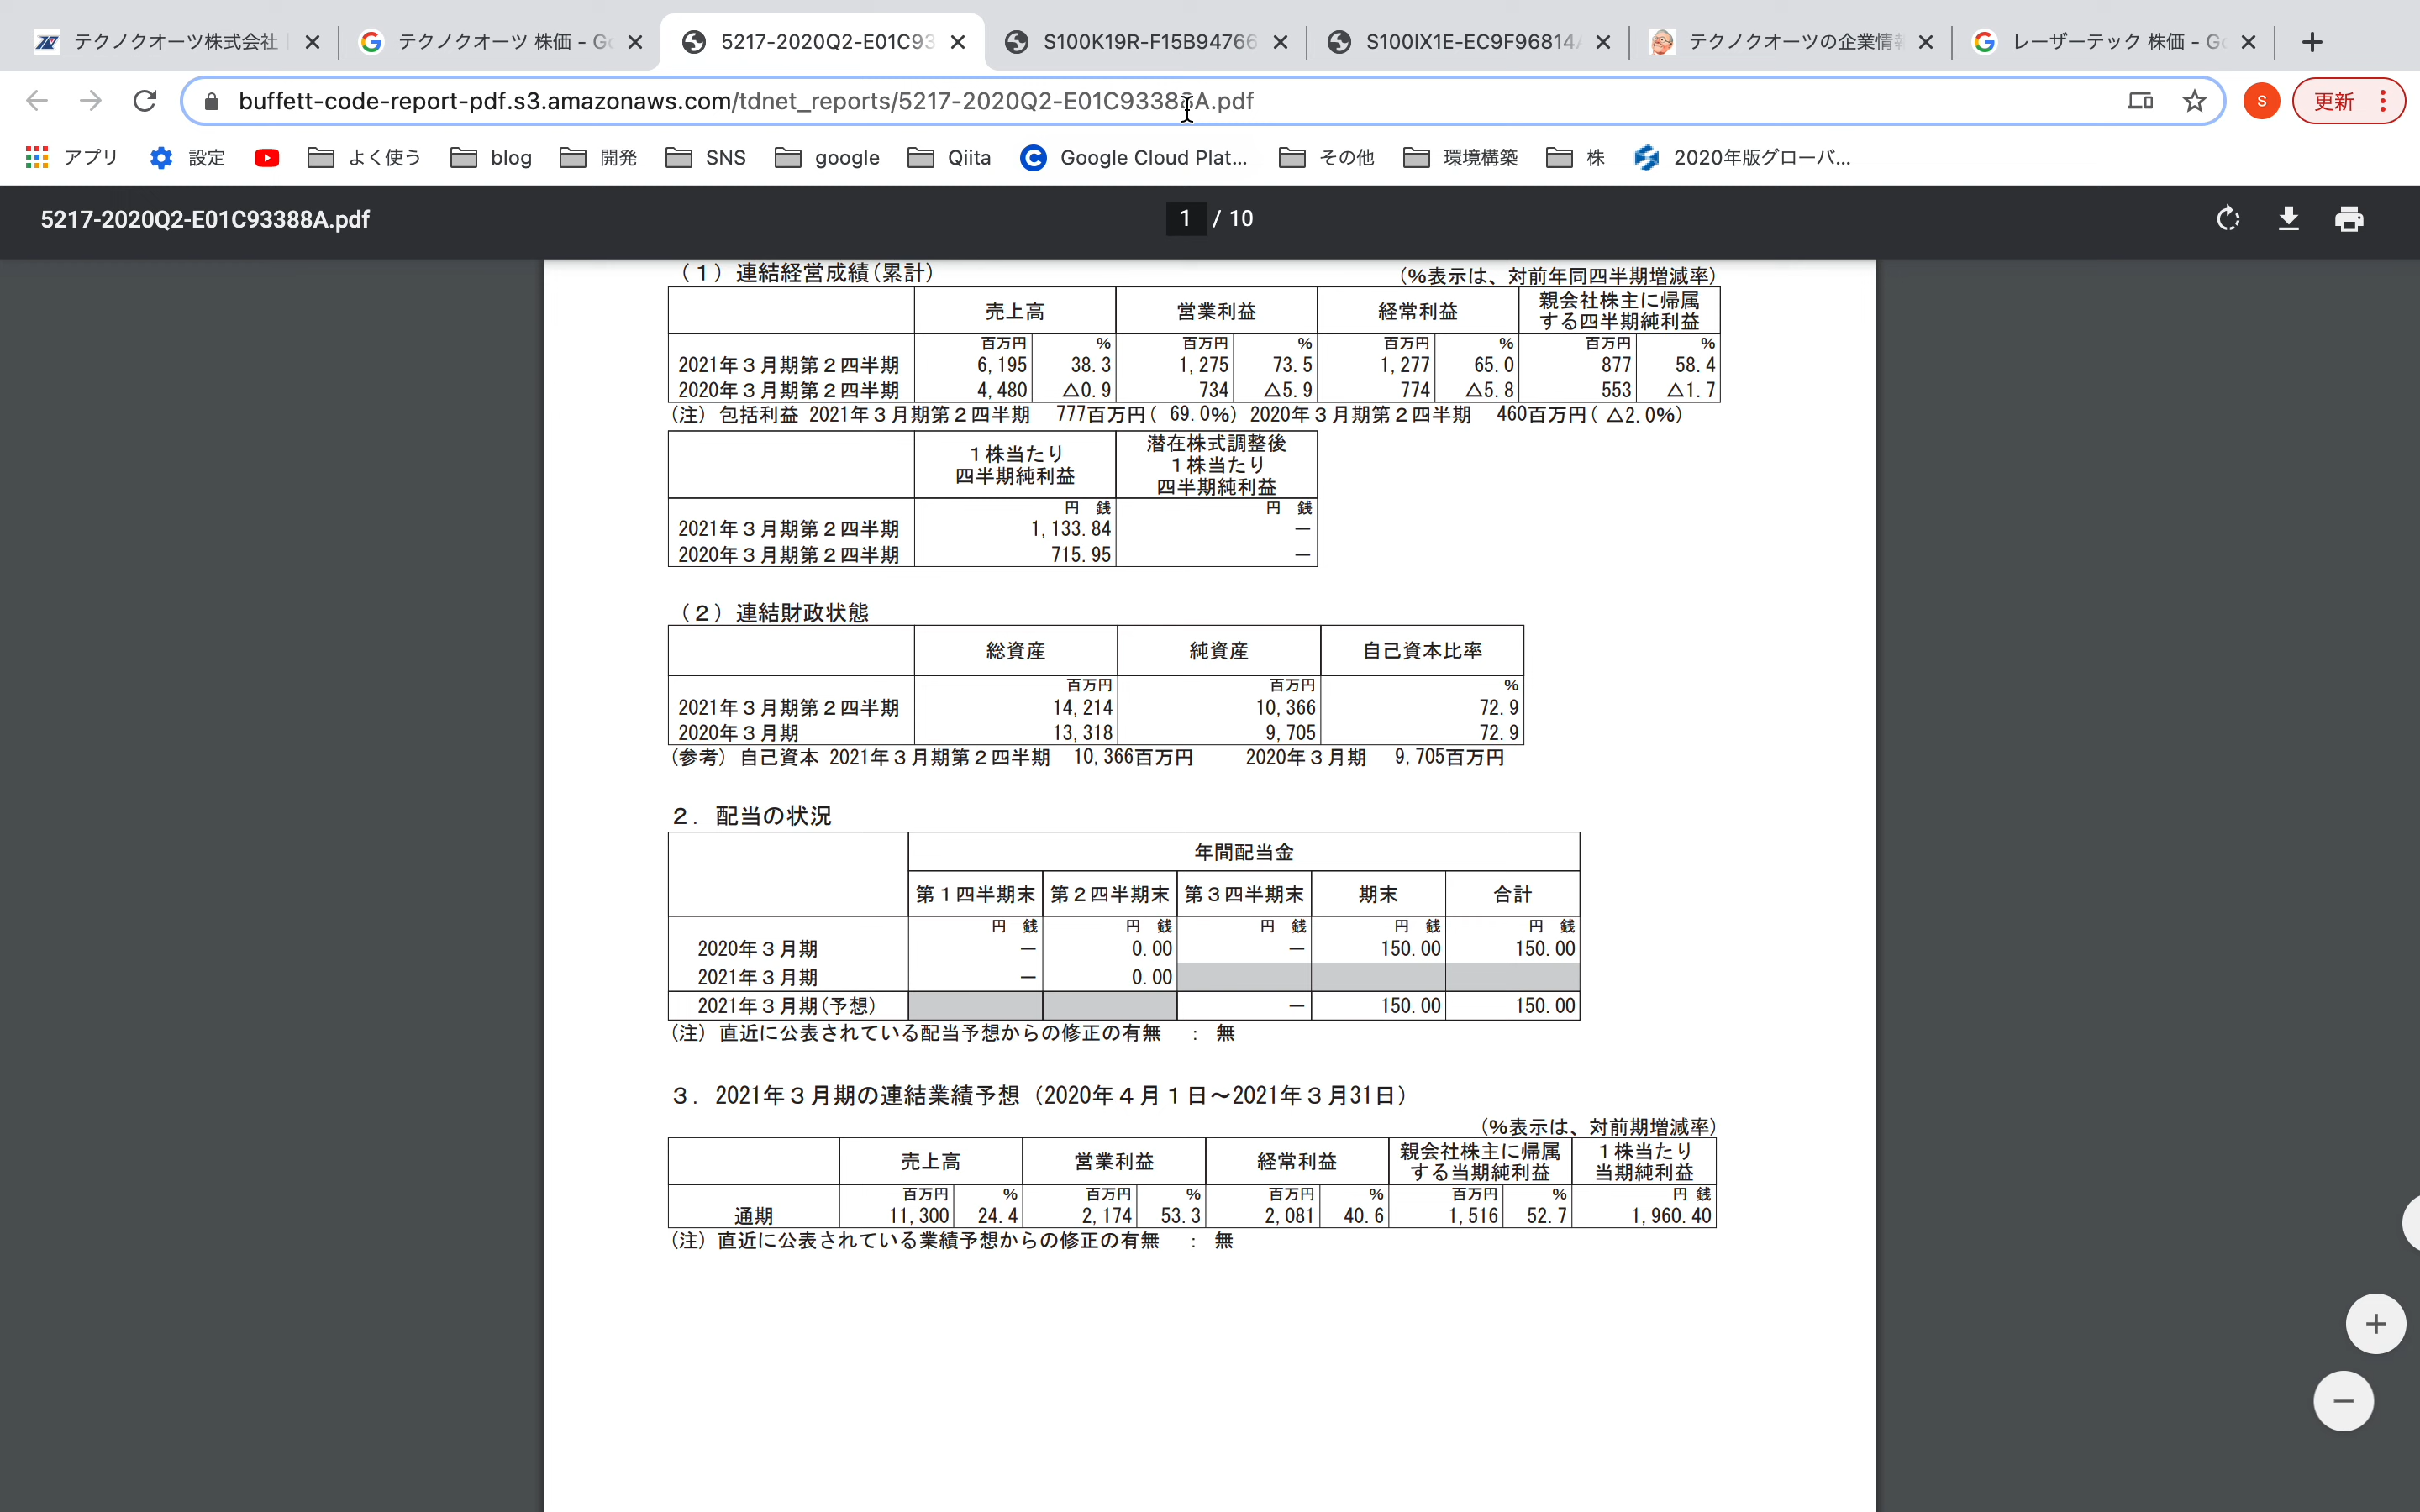 テクノクオーツ株式会社
テクノクオーツ 株価 - Go
5217-2020Q2-E01C93
S100K19R-F15B94766
S100IX1E-EC9F96814
テクノクオーツの企業情
レーザーテック 株価 - Go
buffett-code-report-pdf.s3.amazonaws.com/tdnet_reports/5217-2020Q2-E01C93388A.pdf
S
更新
アプリ
設定
よく使う
blog
開発
SNS
google
Qiita
Google Cloud Plat...
その他
環境構築
株
2020年版グローバ...
5217-2020Q2-E01C93388A.pdf
1 / 10
(1) 連結経営成績(累計) (%表示は、対前年同四半期増減率)
売上高 営業利益 経常利益 親会社株主に帰属する四半期純利益
百万円 % 百万円 % 百万円 % 百万円 %
2021年3月期第2四半期 6,195 38.3 1,275 73.5 1,277 65.0 877 58.4
2020年3月期第2四半期 4,480 △0.9 734 △5.9 774 △5.8 553 △1.7
(注) 包括利益 2021年3月期第2四半期 777百万円( 69.0%) 2020年3月期第2四半期 460百万円( △2.0%)
1株当たり四半期純利益 潜在株式調整後1株当たり四半期純利益
円 銭 円 銭
2021年3月期第2四半期 1,133.84 —
2020年3月期第2四半期 715.95 —
(2) 連結財政状態
総資産 純資産 自己資本比率
百万円 百万円 %
2021年3月期第2四半期 14,214 10,366 72.9
2020年3月期 13,318 9,705 72.9
(参考) 自己資本 2021年3月期第2四半期 10,366百万円 2020年3月期 9,705百万円
2. 配当の状況
年間配当金
第1四半期末 第2四半期末 第3四半期末 期末 合計
円 銭 円 銭 円 銭 円 銭 円 銭
2020年3月期 — 0.00 — 150.00 150.00
2021年3月期 — 0.00
2021年3月期(予想) — 150.00 150.00
(注) 直近に公表されている配当予想からの修正の有無 : 無
3. 2021年3月期の連結業績予想 (2020年4月1日～2021年3月31日)
(%表示は、対前期増減率)
売上高 営業利益 経常利益 親会社株主に帰属する当期純利益 1株当たり当期純利益
百万円 % 百万円 % 百万円 % 百万円 % 円 銭
通期 11,300 24.4 2,174 53.3 2,081 40.6 1,516 52.7 1,960.40
(注) 直近に公表されている業績予想からの修正の有無 : 無